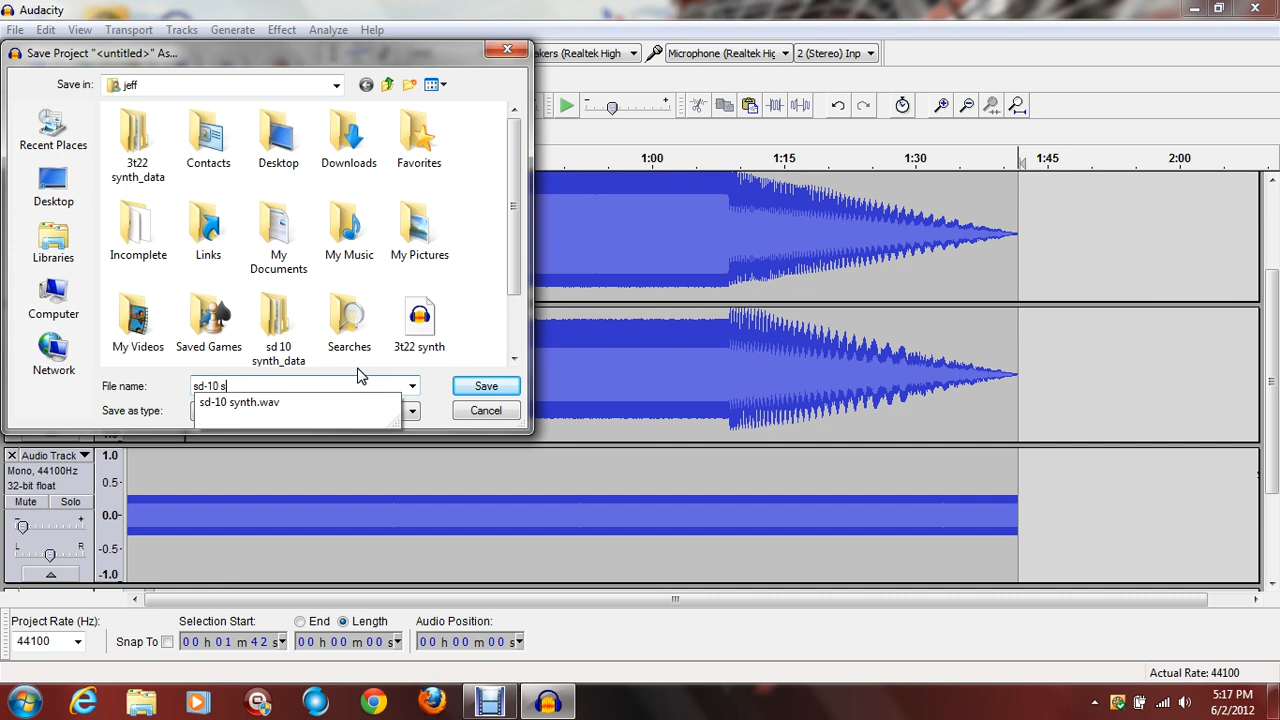 Audacity
File Edit View Transport Tracks Generate Effect Analyze Help
Save Project "<untitled>" As...
akers (Realtek High
Microphone (Realtek Hig
2 (Stereo) Inp
Save in:
jeff
Recent Places
Desktop
Libraries
Computer
Network
3t22 synth_data
Contacts
Desktop
Downloads
Favorites
Incomplete
Links
My Documents
My Music
My Pictures
My Videos
Saved Games
sd 10 synth_data
Searches
3t22 synth
File name:
sd-10 s
Save
sd-10 synth.wav
Save as type:
Cancel
1:00 1:15 1:30 1:45 2:00
Audio Track
Mono, 44100Hz
32-bit float
Mute Solo
- +
L R
1.0
0.5
0.0
-0.5
-1.0
Project Rate (Hz):
44100
Snap To
Selection Start:
End Length
Audio Position:
00 h 01 m 42 s
00 h 00 m 00 s
00 h 00 m 00 s
Actual Rate: 44100
5:17 PM
6/2/2012